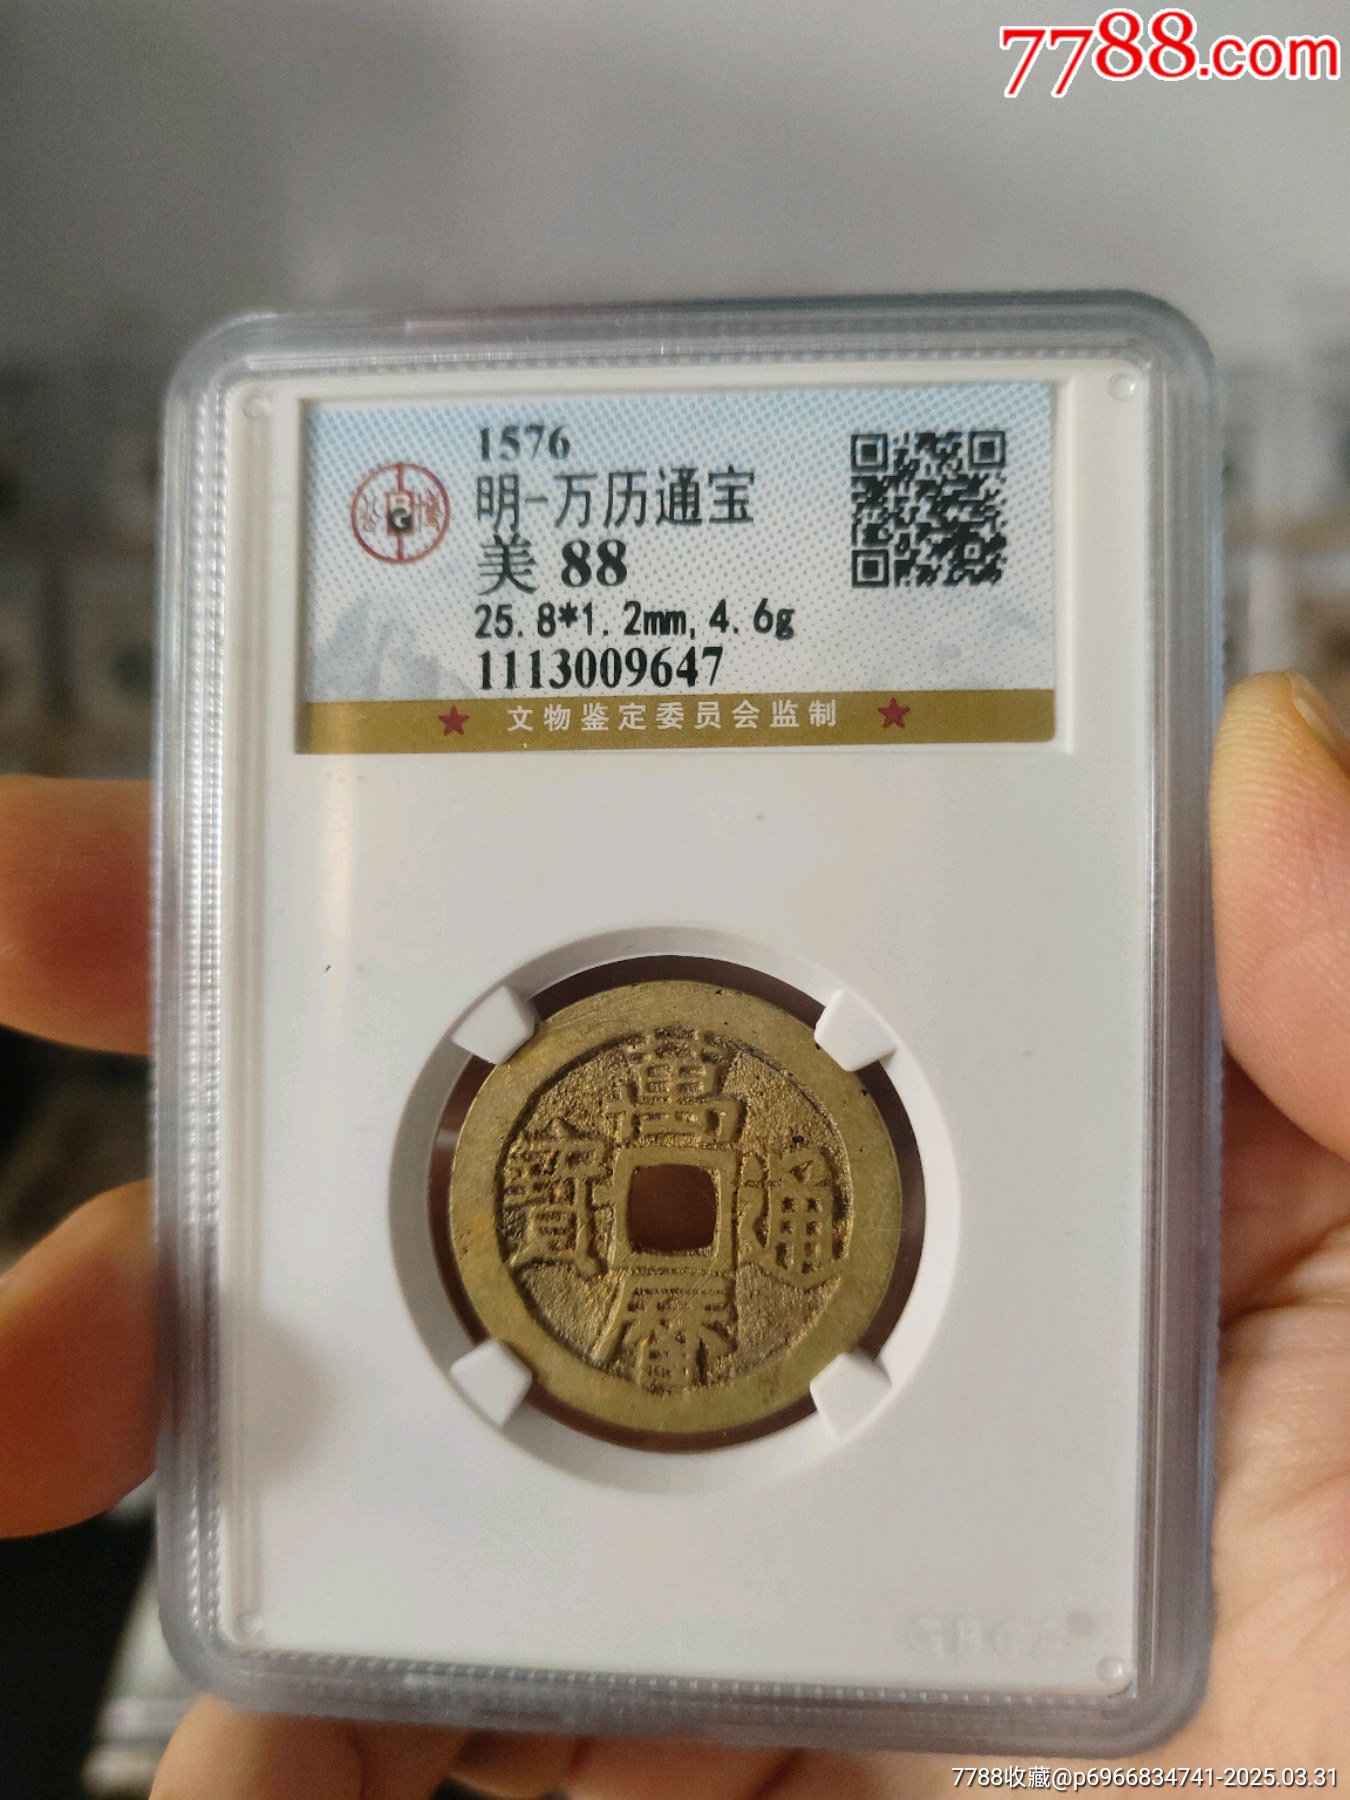 7788.com
1576
明-万历通宝
美 88
25.8*1.2mm,4.6g
1113009647
文物鉴定委员会监制
萬
寶 通
曆
7788收藏@p6966834741-2025.03.31